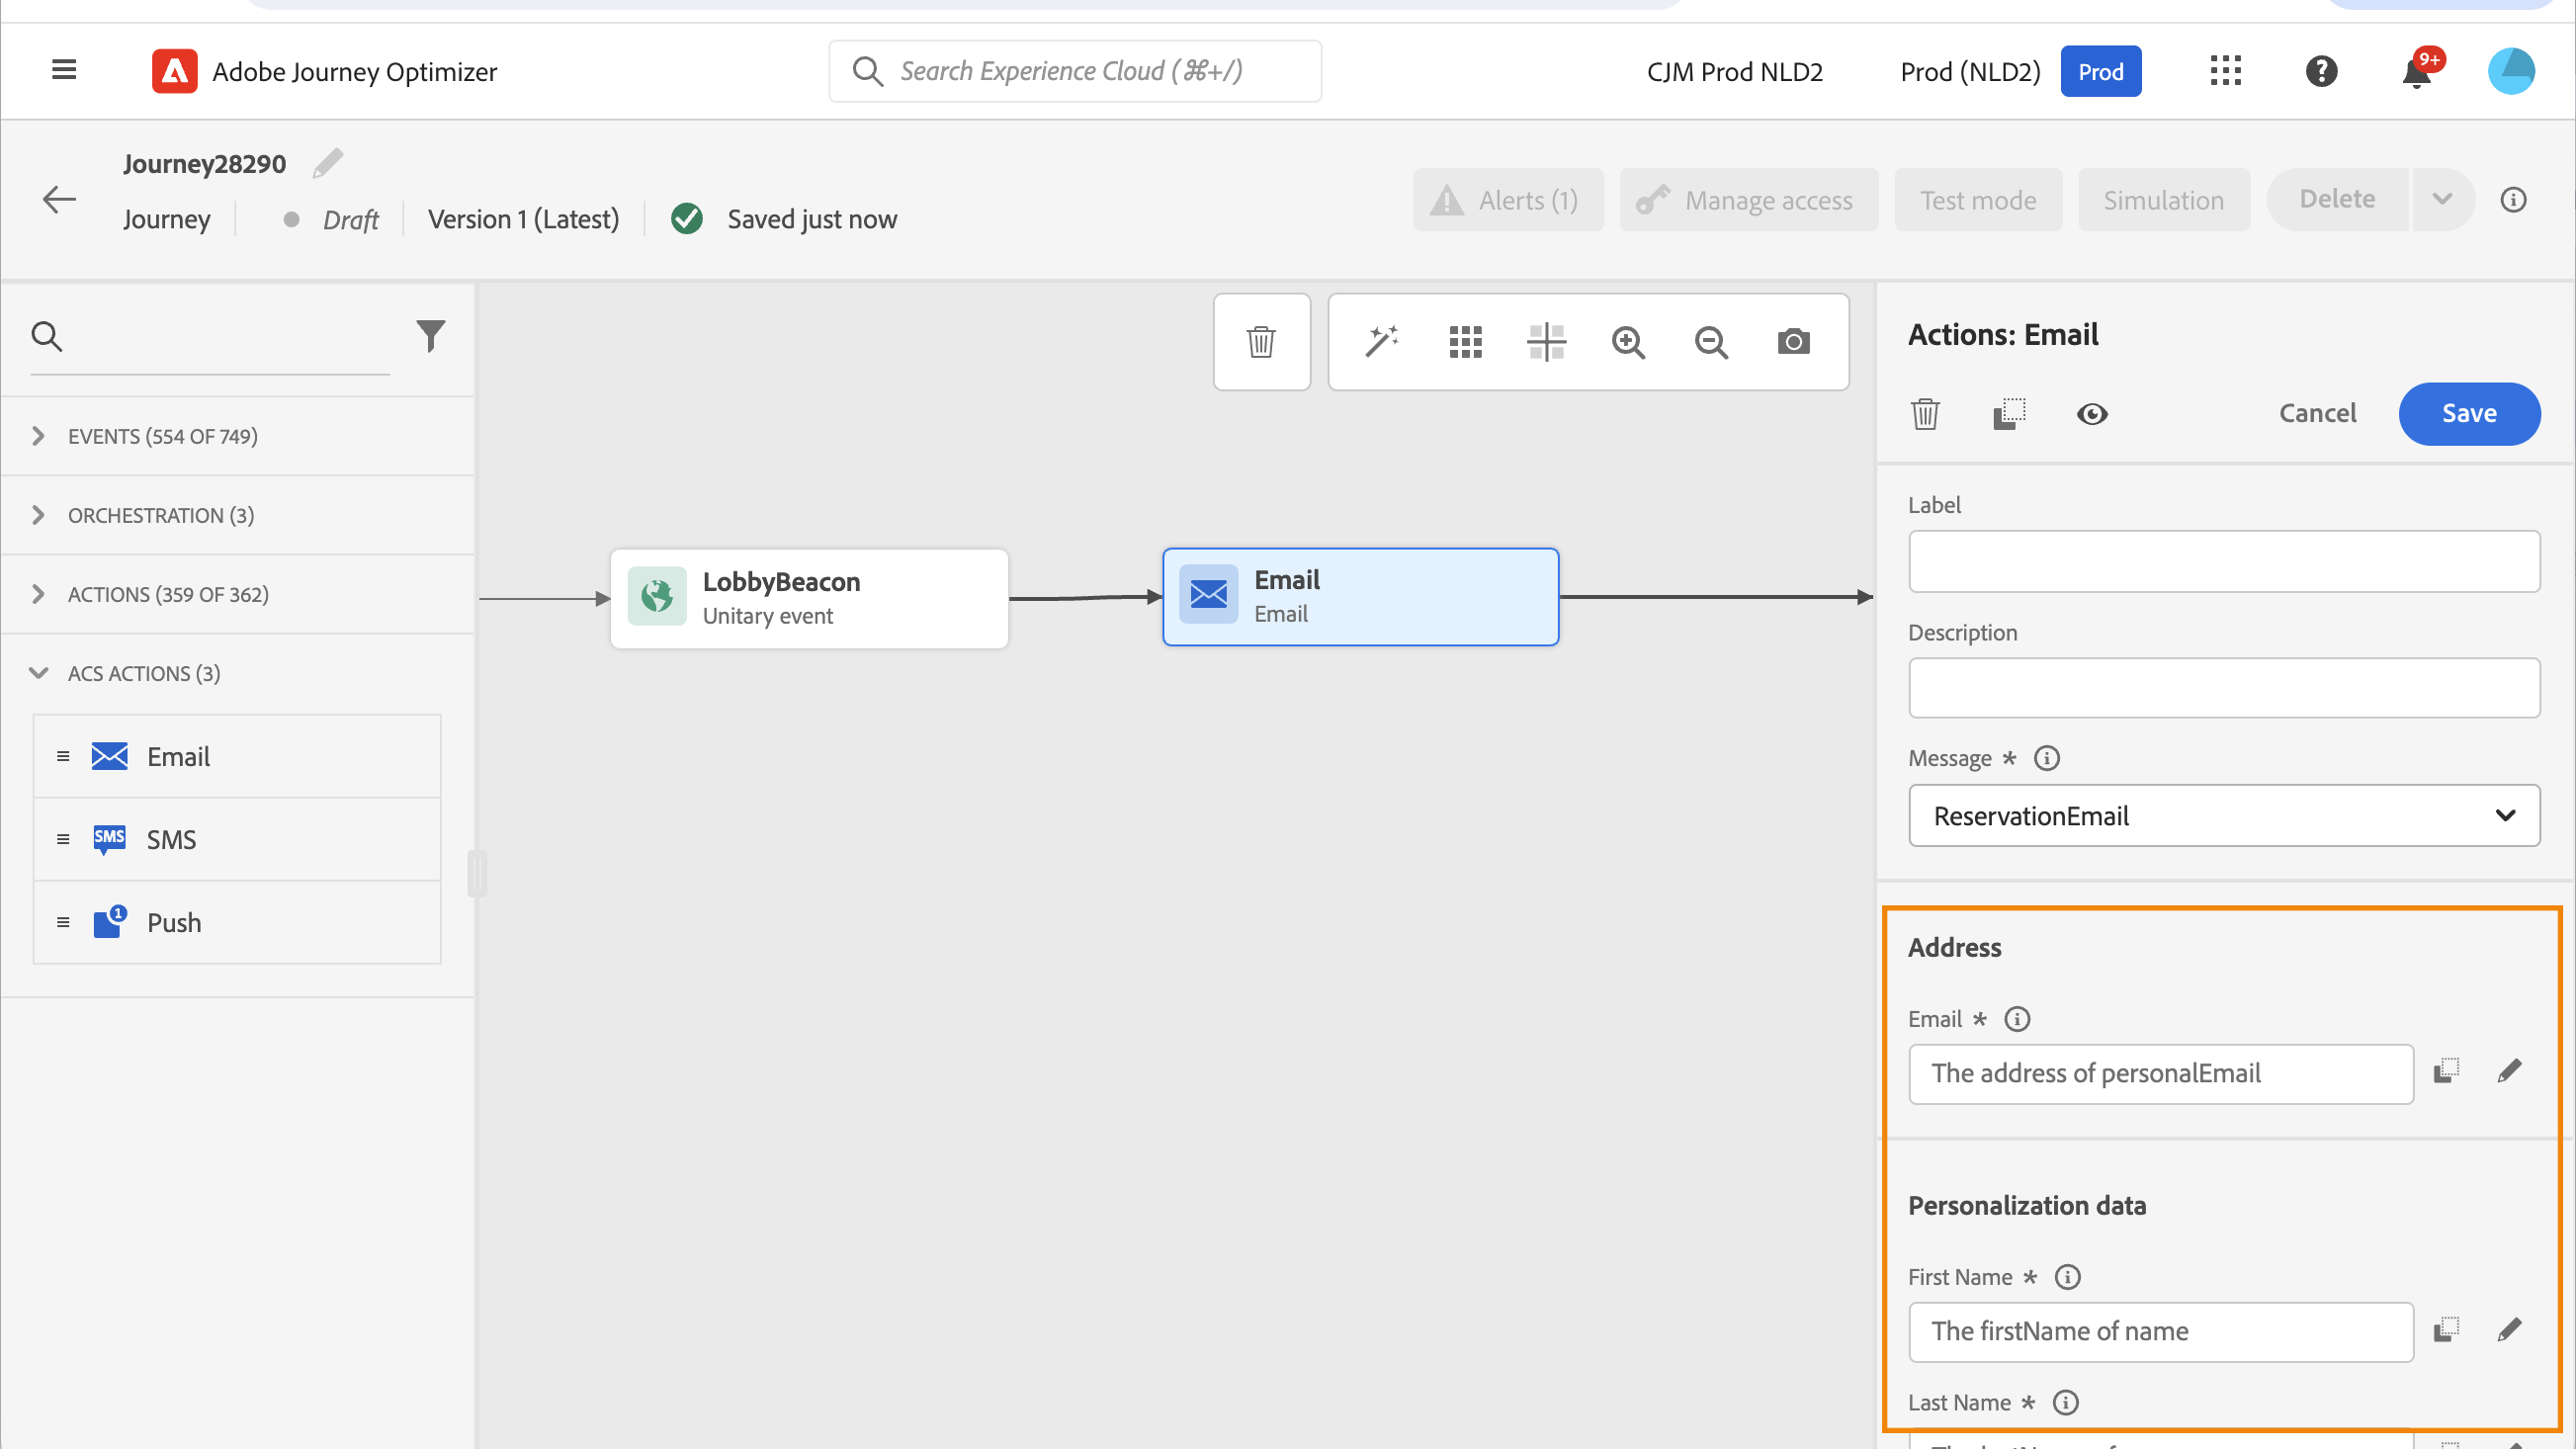 Adobe Journey Optimizer
Search Experience Cloud (⌘+/)
CJM Prod NLD2
Prod (NLD2)
Prod
9+
Journey28290
Journey
Draft
Version 1 (Latest)
Saved just now
Alerts (1)
Manage access
Test mode
Simulation
Delete
EVENTS (554 OF 749)
ORCHESTRATION (3)
ACTIONS (359 OF 362)
ACS ACTIONS (3)
Email
SMS
SMS
1
Push
LobbyBeacon
Unitary event
Email
Email
Actions: Email
Cancel
Save
Label
Description
Message *
ReservationEmail
Address
Email *
The address of personalEmail
Personalization data
First Name *
The firstName of name
Last Name *